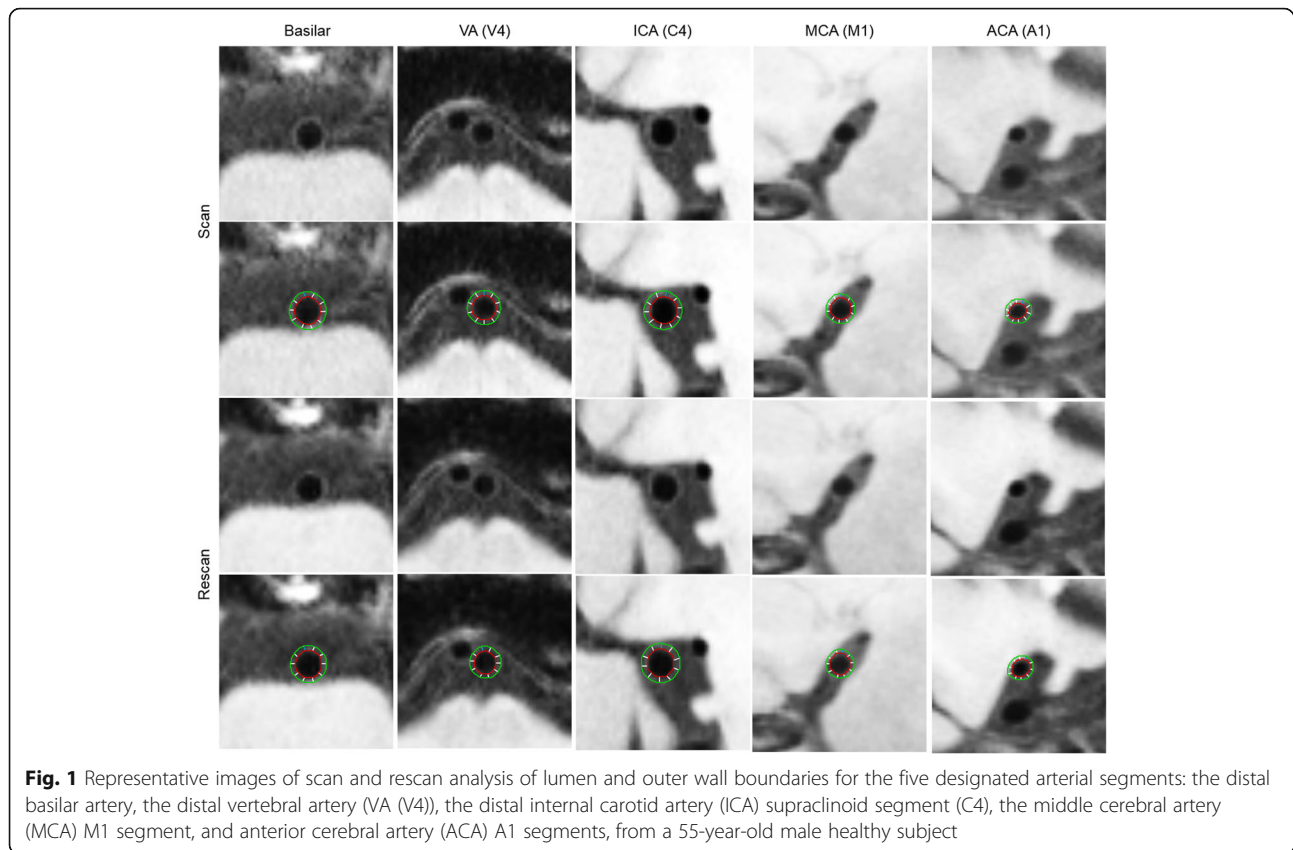 Basilar VA (V4) ICA (C4) MCA (M1) ACA (A1)
Scan
Rescan
Fig. 1 Representative images of scan and rescan analysis of lumen and outer wall boundaries for the five designated arterial segments: the distal
basilar artery, the distal vertebral artery (VA (V4)), the distal internal carotid artery (ICA) supraclinoid segment (C4), the middle cerebral artery
(MCA) M1 segment, and anterior cerebral artery (ACA) A1 segments, from a 55-year-old male healthy subject